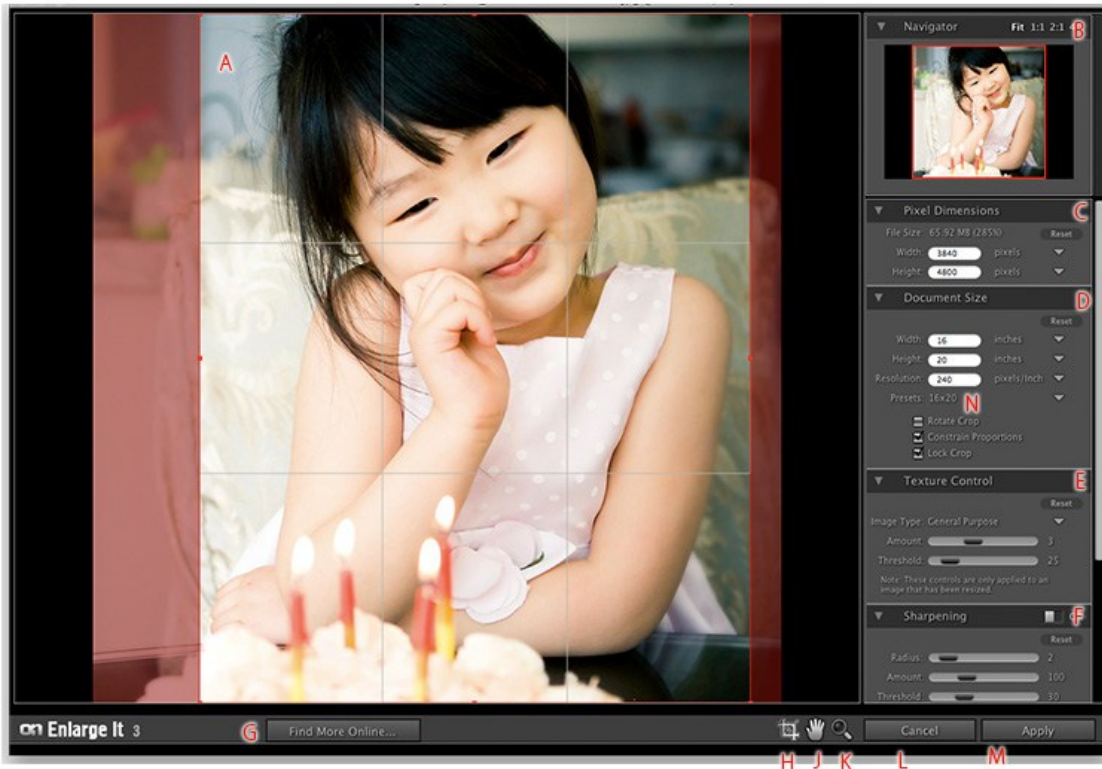 A
Navigator Fit 1:1 2:1 B
Pixel Dimensions C
File Size: 65.92 MB (285%) Reset
Width: 3840 pixels
Height: 4800 pixels
Document Size D
Reset
Width: 16 inches
Height: 20 inches
Resolution: 240 pixels/Inch
Presets: 16x20 N
Rotate Crop
Constrain Proportions
Lock Crop
Texture Control E
Reset
Image Type: General Purpose
Amount: 3
Threshold: 25
Note: These controls are only applied to an
image that has been resized.
Sharpening F
Reset
Radius: 2
Amount: 100
Threshold: 30
on Enlarge It 3 G Find More Online... Cancel Apply
H J K L M